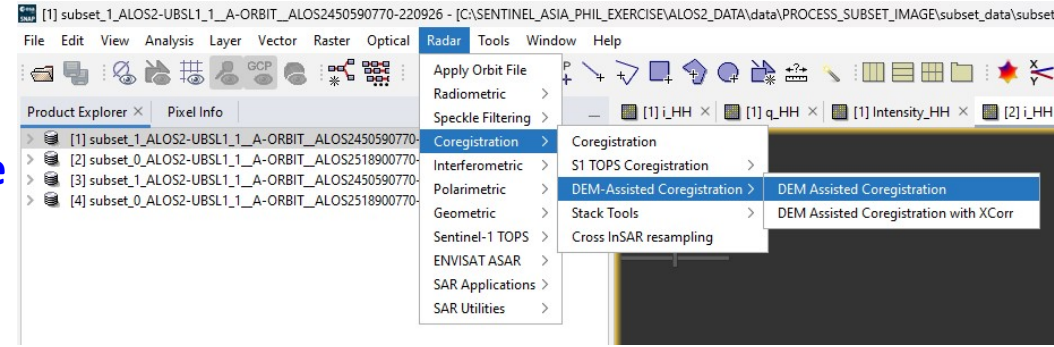 [1] subset_1_ALOS2-UBSL1_1__A-ORBIT__ALOS2450590770-220926 - [C:\SENTINEL_ASIA_PHIL_EXERCISE\ALOS2_DATA\data\PROCESS_SUBSET_IMAGE\subset_data\subset
File Edit View Analysis Layer Vector Raster Optical Radar Tools Window Help
GCP
Product Explorer × Pixel Info
[1] i_HH × [1] q_HH × [1] Intensity_HH × [2] i_HH
[1] subset_1_ALOS2-UBSL1_1__A-ORBIT__ALOS2450590770-
[2] subset_0_ALOS2-UBSL1_1__A-ORBIT__ALOS2518900770-
[3] subset_1_ALOS2-UBSL1_1__A-ORBIT__ALOS2450590770-
[4] subset_0_ALOS2-UBSL1_1__A-ORBIT__ALOS2518900770-
e
Apply Orbit File
Radiometric >
Speckle Filtering >
Coregistration >
Interferometric >
Polarimetric >
Geometric >
Sentinel-1 TOPS >
ENVISAT ASAR >
SAR Applications >
SAR Utilities >
Coregistration
S1 TOPS Coregistration >
DEM-Assisted Coregistration >
Stack Tools >
Cross InSAR resampling
DEM Assisted Coregistration
DEM Assisted Coregistration with XCorr